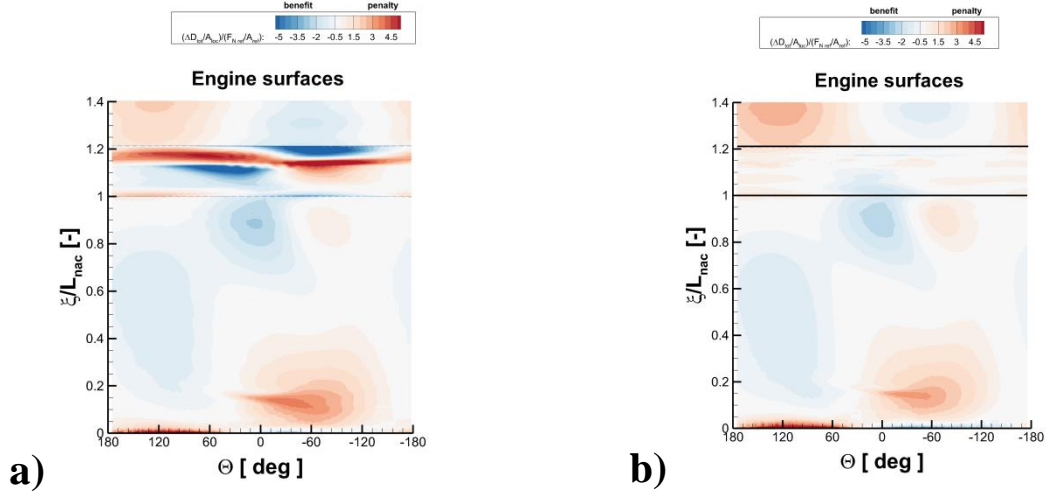 benefit penalty
(ΔD_tot/A_loc)/(F_N ref/A_ref): -5 -3.5 -2 -0.5 1.5 3 4.5
Engine surfaces
1.4
1.2
1
0.8
0.6
0.4
0.2
0
ξ/L_nac [-]
180 120 60 0 -60 -120 -180
Θ [ deg ]
a)
benefit penalty
(ΔD_tot/A_loc)/(F_N ref/A_ref): -5 -3.5 -2 -0.5 1.5 3 4.5
Engine surfaces
1.4
1.2
1
0.8
0.6
0.4
0.2
0
ξ/L_nac [-]
180 120 60 0 -60 -120 -180
Θ [ deg ]
b)